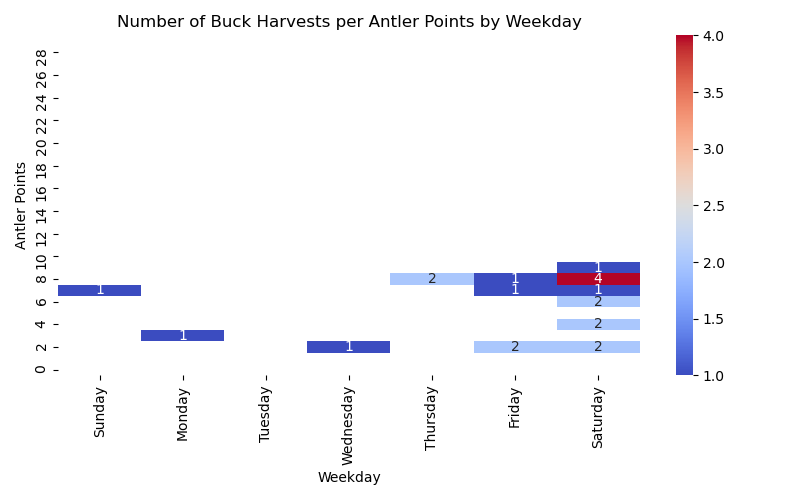 Number of Buck Harvests per Antler Points by Weekday
Antler Points
28
26
24
22
20
18
16
14
12
10
8
6
4
2
0
1
2 1 4
1 1 1
2
2
1
1 2 2
Sunday
Monday
Tuesday
Wednesday
Thursday
Friday
Saturday
Weekday
4.0
3.5
3.0
2.5
2.0
1.5
1.0